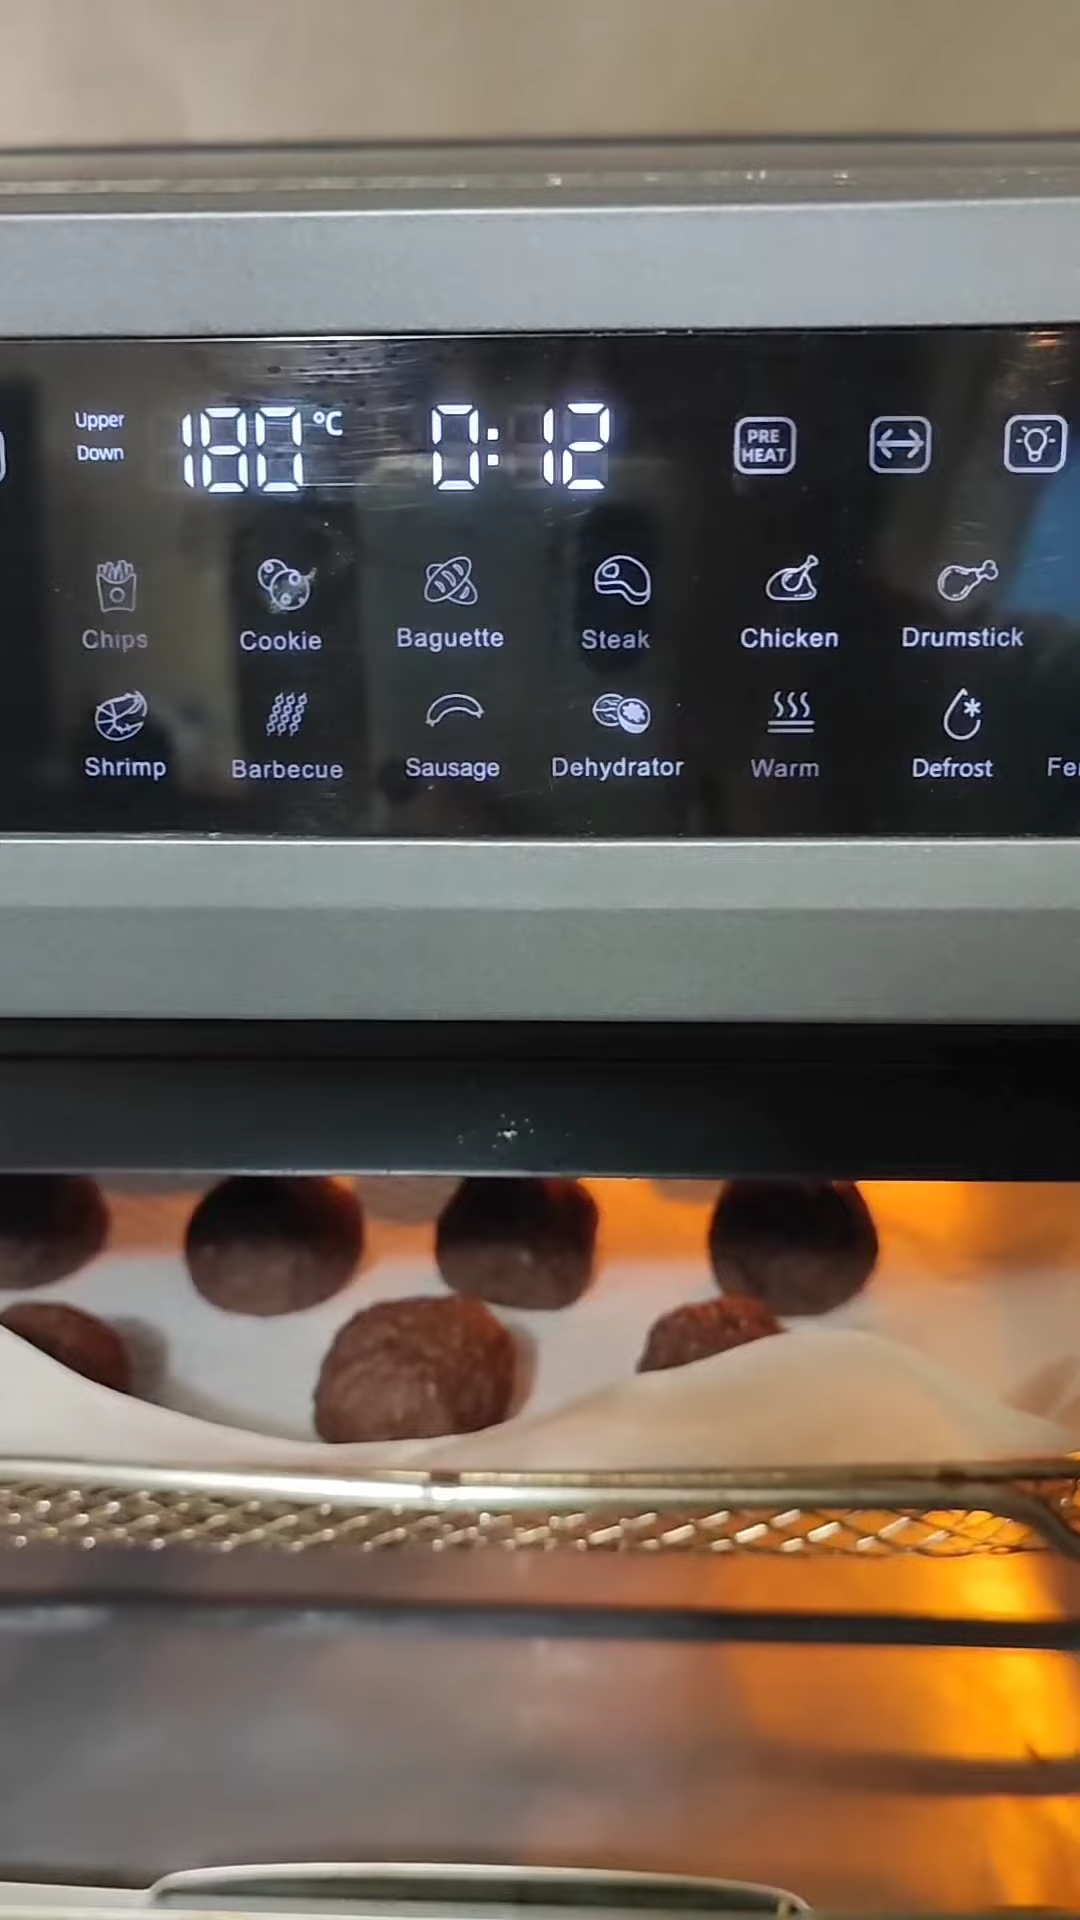 Upper
Down
180 °C
0:12
PRE
HEAT
Chips
Cookie
Baguette
Steak
Chicken
Drumstick
Shrimp
Barbecue
Sausage
Dehydrator
Warm
Defrost